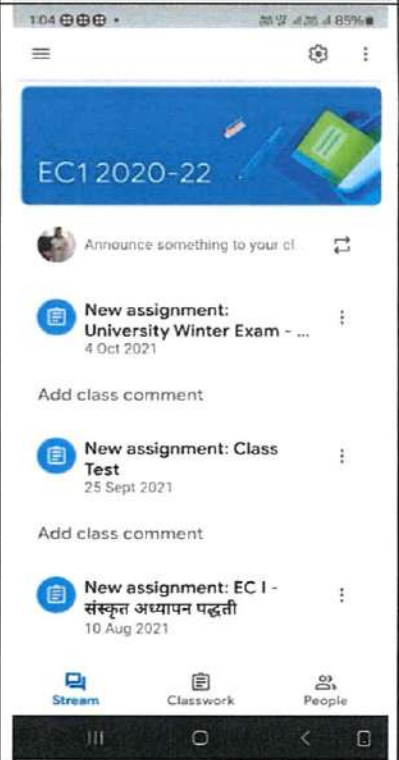 1:04
85%
EC1 2020-22
Announce something to your cl
New assignment:
University Winter Exam - ...
4 Oct 2021
Add class comment
New assignment: Class
Test
25 Sept 2021
Add class comment
New assignment: EC I -
संस्कृत अध्यापन पद्धती
10 Aug 2021
Stream Classwork People